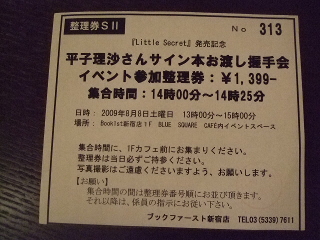 整理券SⅡ
『Little Secret』発売記念
No 313
平子理沙さんサイン本お渡し握手会
イベント参加整理券：￥1,399-
集合時間：14時00分～14時25分
日時：2009年8月8日土曜日 13時00分～15時00分
場所：Book1st新宿店1F BLUE SQUARE CAFE内イベントスペース
集合時間に、1Fカフェ前にお集まりください。
整理券は当日必ずご持参ください。
写真撮影はご遠慮くださいますよう、お願いします。
【お願い】
集合時間の間は整理券番号順にお並び頂きます。
それ以降は、係員の指示にお従い下さい。
ブックファースト新宿店 TEL03(5339)7611